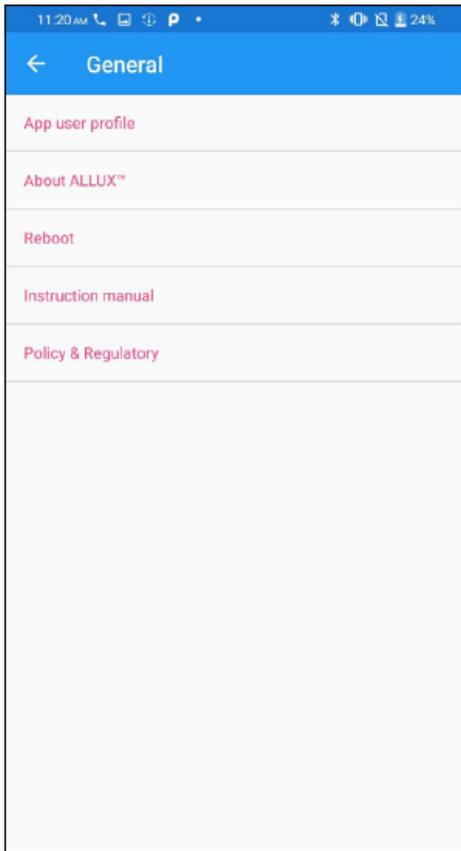 11:20 AM 24%
General
App user profile
About ALLUX™
Reboot
Instruction manual
Policy & Regulatory